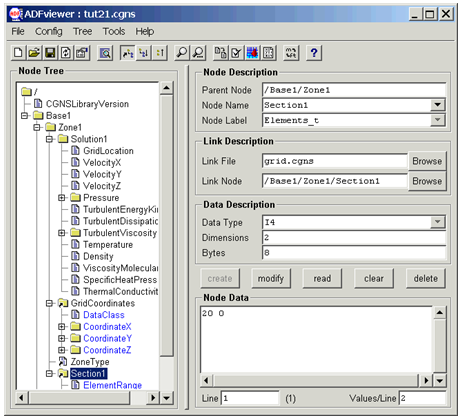 ADFviewer : tut21.cgns
File Config Tree Tools Help
Node Tree
/
CGNSLibraryVersion
Base1
Zone1
Solution1
GridLocation
VelocityX
VelocityY
VelocityZ
Pressure
TurbulentEnergyKin
TurbulentDissipatic
TurbulentViscosity
Temperature
Density
ViscosityMolecular
SpecificHeatPress
ThermalConductivit
GridCoordinates
DataClass
CoordinateX
CoordinateY
CoordinateZ
ZoneType
Section1
ElementRange
Node Description
Parent Node /Base1/Zone1
Node Name Section1
Node Label Elements_t
Link Description
Link File grid.cgns Browse
Link Node /Base1/Zone1/Section1 Browse
Data Description
Data Type I4
Dimensions 2
Bytes 8
create modify read clear delete
Node Data
20 0
Line 1 (1) Values/Line 2